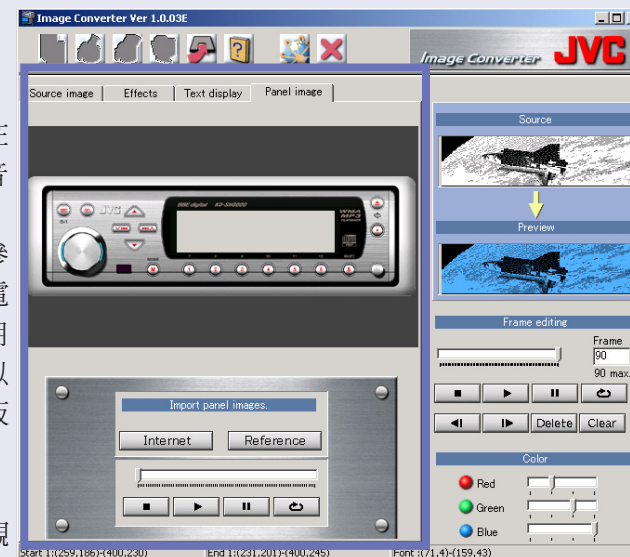 Image Converter Ver 1.0.03E
Image Converter JVC
Source image Effects Text display Panel image
JVC
WMA
MP3
Import panel images.
Internet Reference
Source
Preview
Frame editing
Frame
90
90 max.
Delete Clear
Color
Red
Green
Blue
Start 1:(259,186)-(400,230) End 1:(231,201)-(400,245) Font :(71,4)-(159,43)